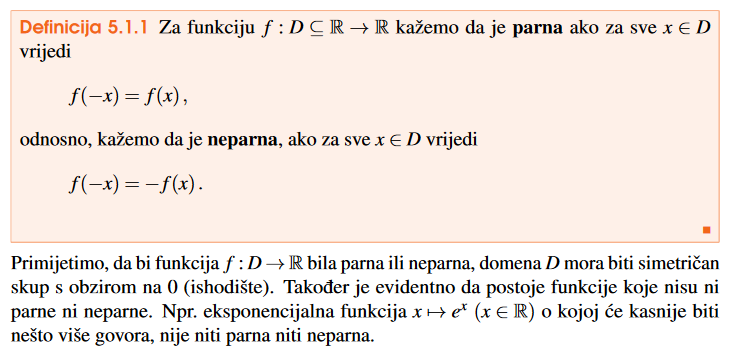 Definicija 5.1.1 Za funkciju f : D ⊆ ℝ → ℝ kažemo da je parna ako za sve x ∈ D
vrijedi
f(−x) = f(x),
odnosno, kažemo da je neparna, ako za sve x ∈ D vrijedi
f(−x) = −f(x).
Primijetimo, da bi funkcija f : D → ℝ bila parna ili neparna, domena D mora biti simetričan
skup s obzirom na 0 (ishodište). Također je evidentno da postoje funkcije koje nisu ni
parne ni neparne. Npr. eksponencijalna funkcija x ↦ eˣ (x ∈ ℝ) o kojoj će kasnije biti
nešto više govora, nije niti parna niti neparna.